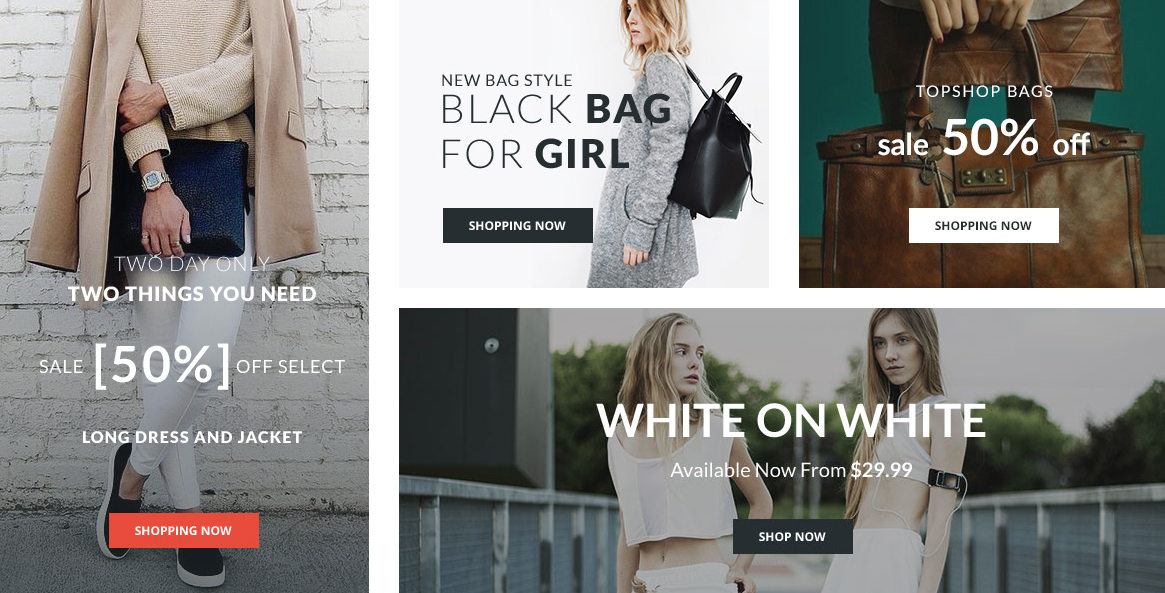 TWO DAY ONLY
TWO THINGS YOU NEED
SALE [50%] OFF SELECT
LONG DRESS AND JACKET
SHOPPING NOW
NEW BAG STYLE
BLACK BAG
FOR GIRL
SHOPPING NOW
TOPSHOP BAGS
sale 50% off
SHOPPING NOW
WHITE ON WHITE
Available Now From $29.99
SHOP NOW